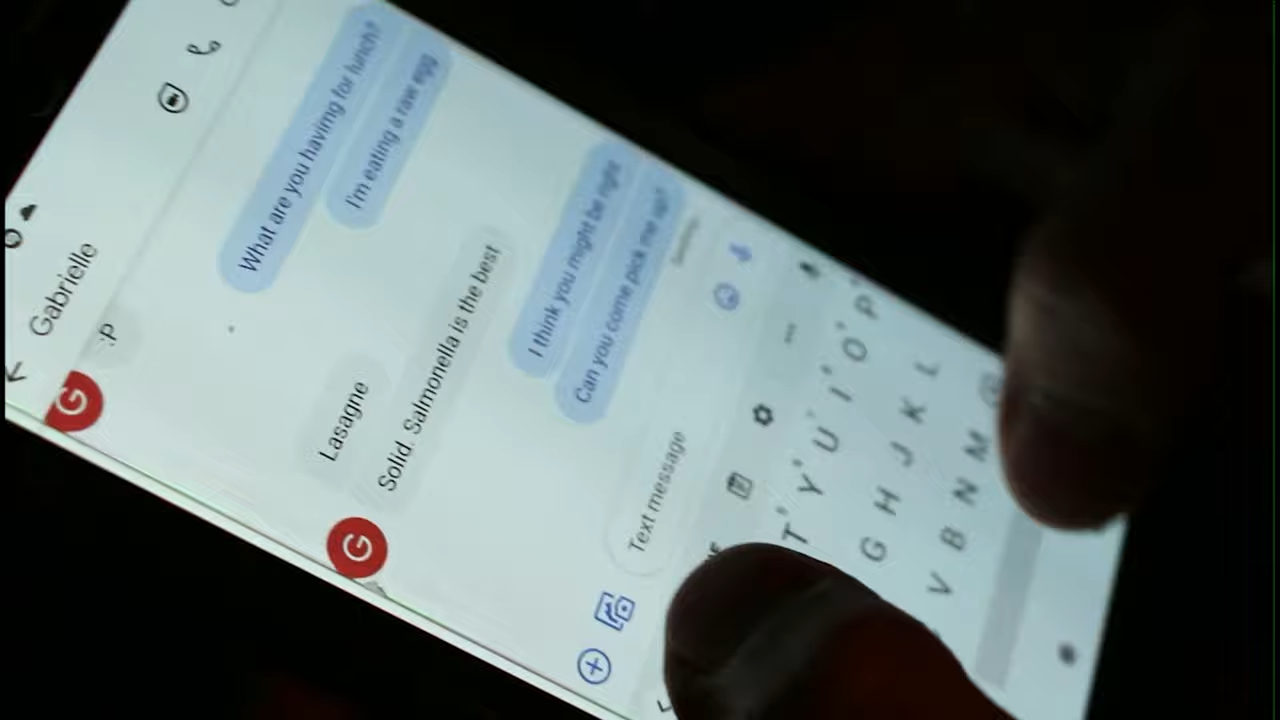 Gabrielle
:P
What are you havimg for lunch?
I'm eating a raw egg
Lasagne
Solid. Salmonella is the best
I think you might be right
Can you come pick me up?
Text message
T Y U I O P
G H J K L
V B N M
G
G